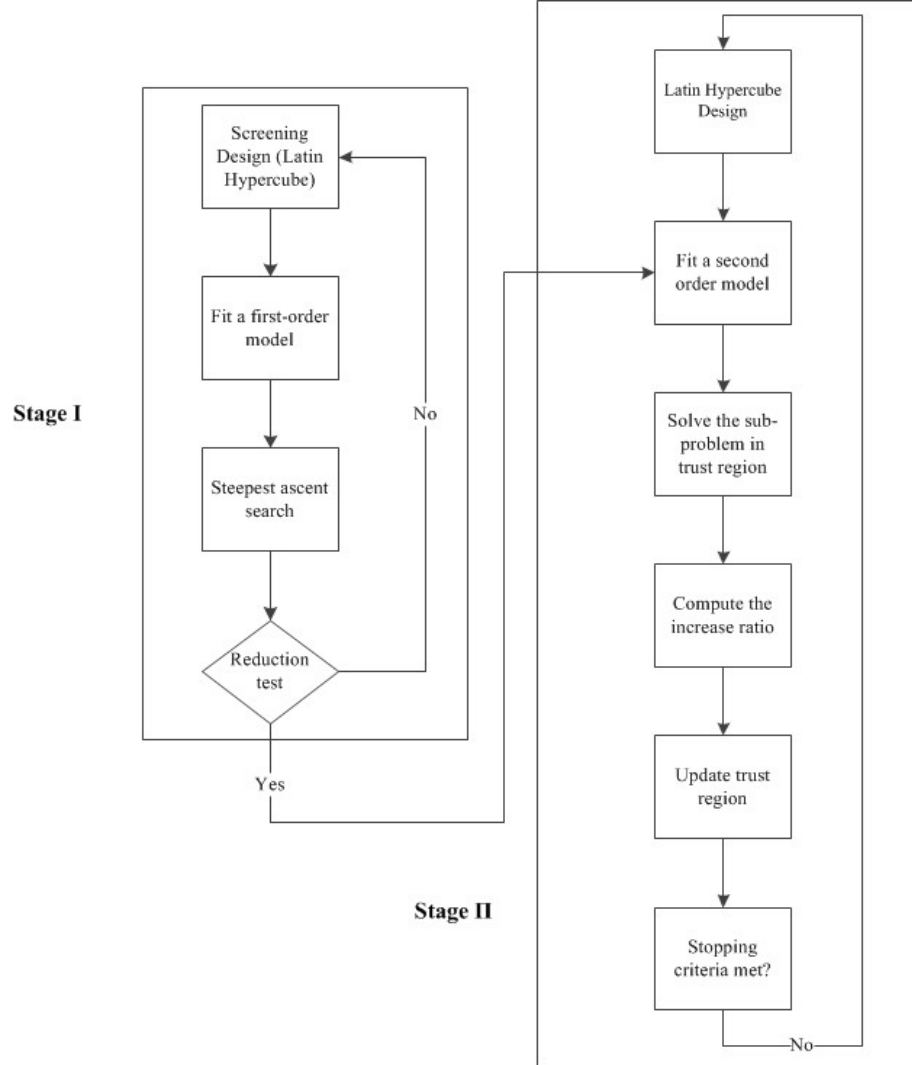 Stage I
Screening
Design (Latin
Hypercube)
Fit a first-order
model
Steepest ascent
search
Reduction
test
No
Yes
Stage II
Latin Hypercube
Design
Fit a second
order model
Solve the sub-
problem in
trust region
Compute the
increase ratio
Update trust
region
Stopping
criteria met?
No